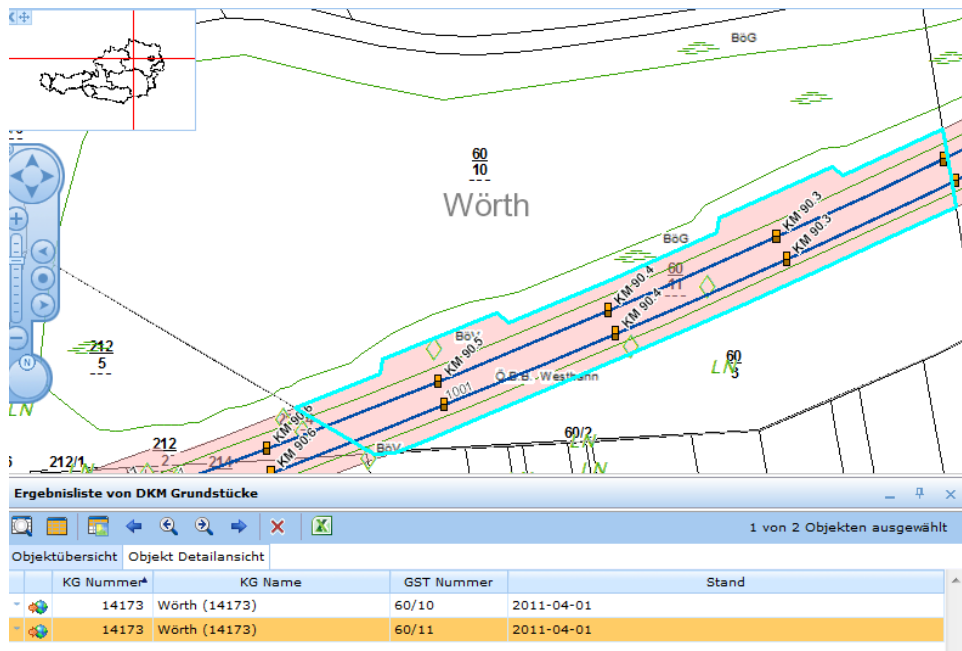 BöG
60
10
Wörth
KM 90.3
KM 90.3
BöG
60
11
KM 90.4
KM 90.4
212
5
BöV
KM 90.5
60
3
LN
Ö.B.B.-Westbahn
1001
N
LN
KM 90.6
KM 90.6
BöV
60/2
LN
212
2
214
212/1
LN
LN
Ergebnisliste von DKM Grundstücke
1 von 2 Objekten ausgewählt
Objektübersicht Objekt Detailansicht
KG Nummer KG Name GST Nummer Stand
14173 Wörth (14173) 60/10 2011-04-01
14173 Wörth (14173) 60/11 2011-04-01